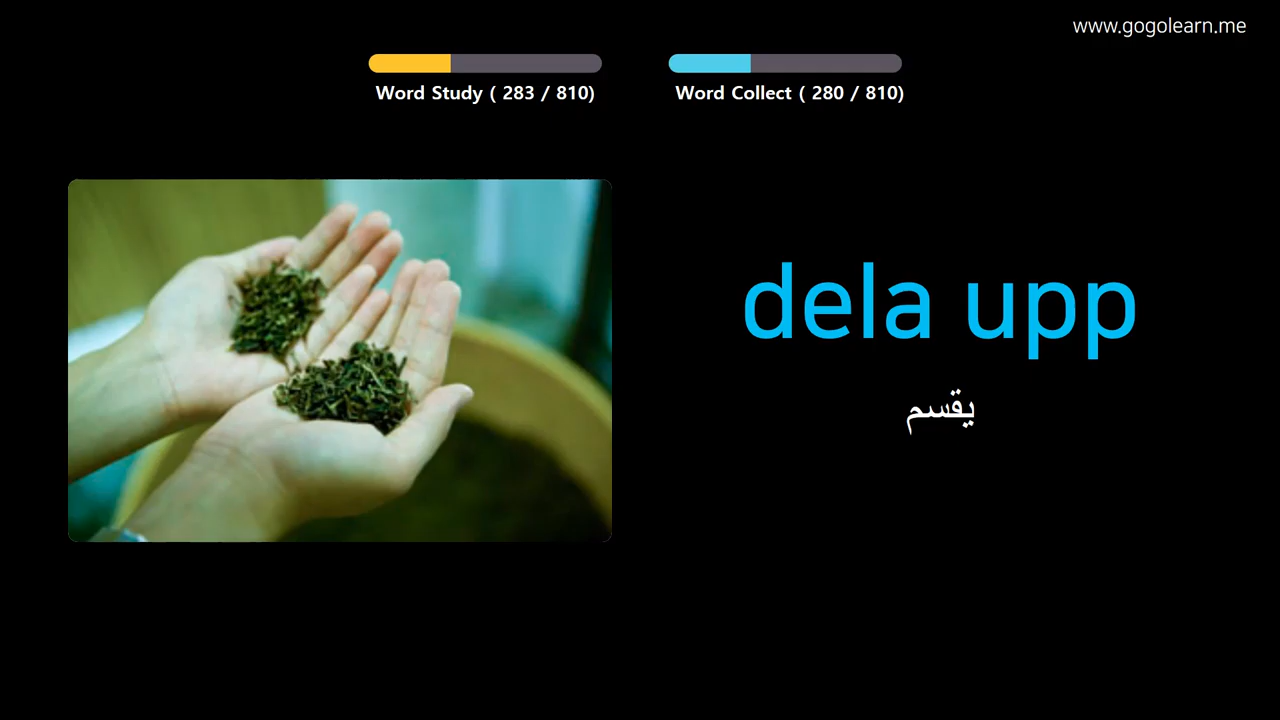 www.gogolearn.me
Word Study ( 283 / 810)
Word Collect ( 280 / 810)
dela upp
يقسم